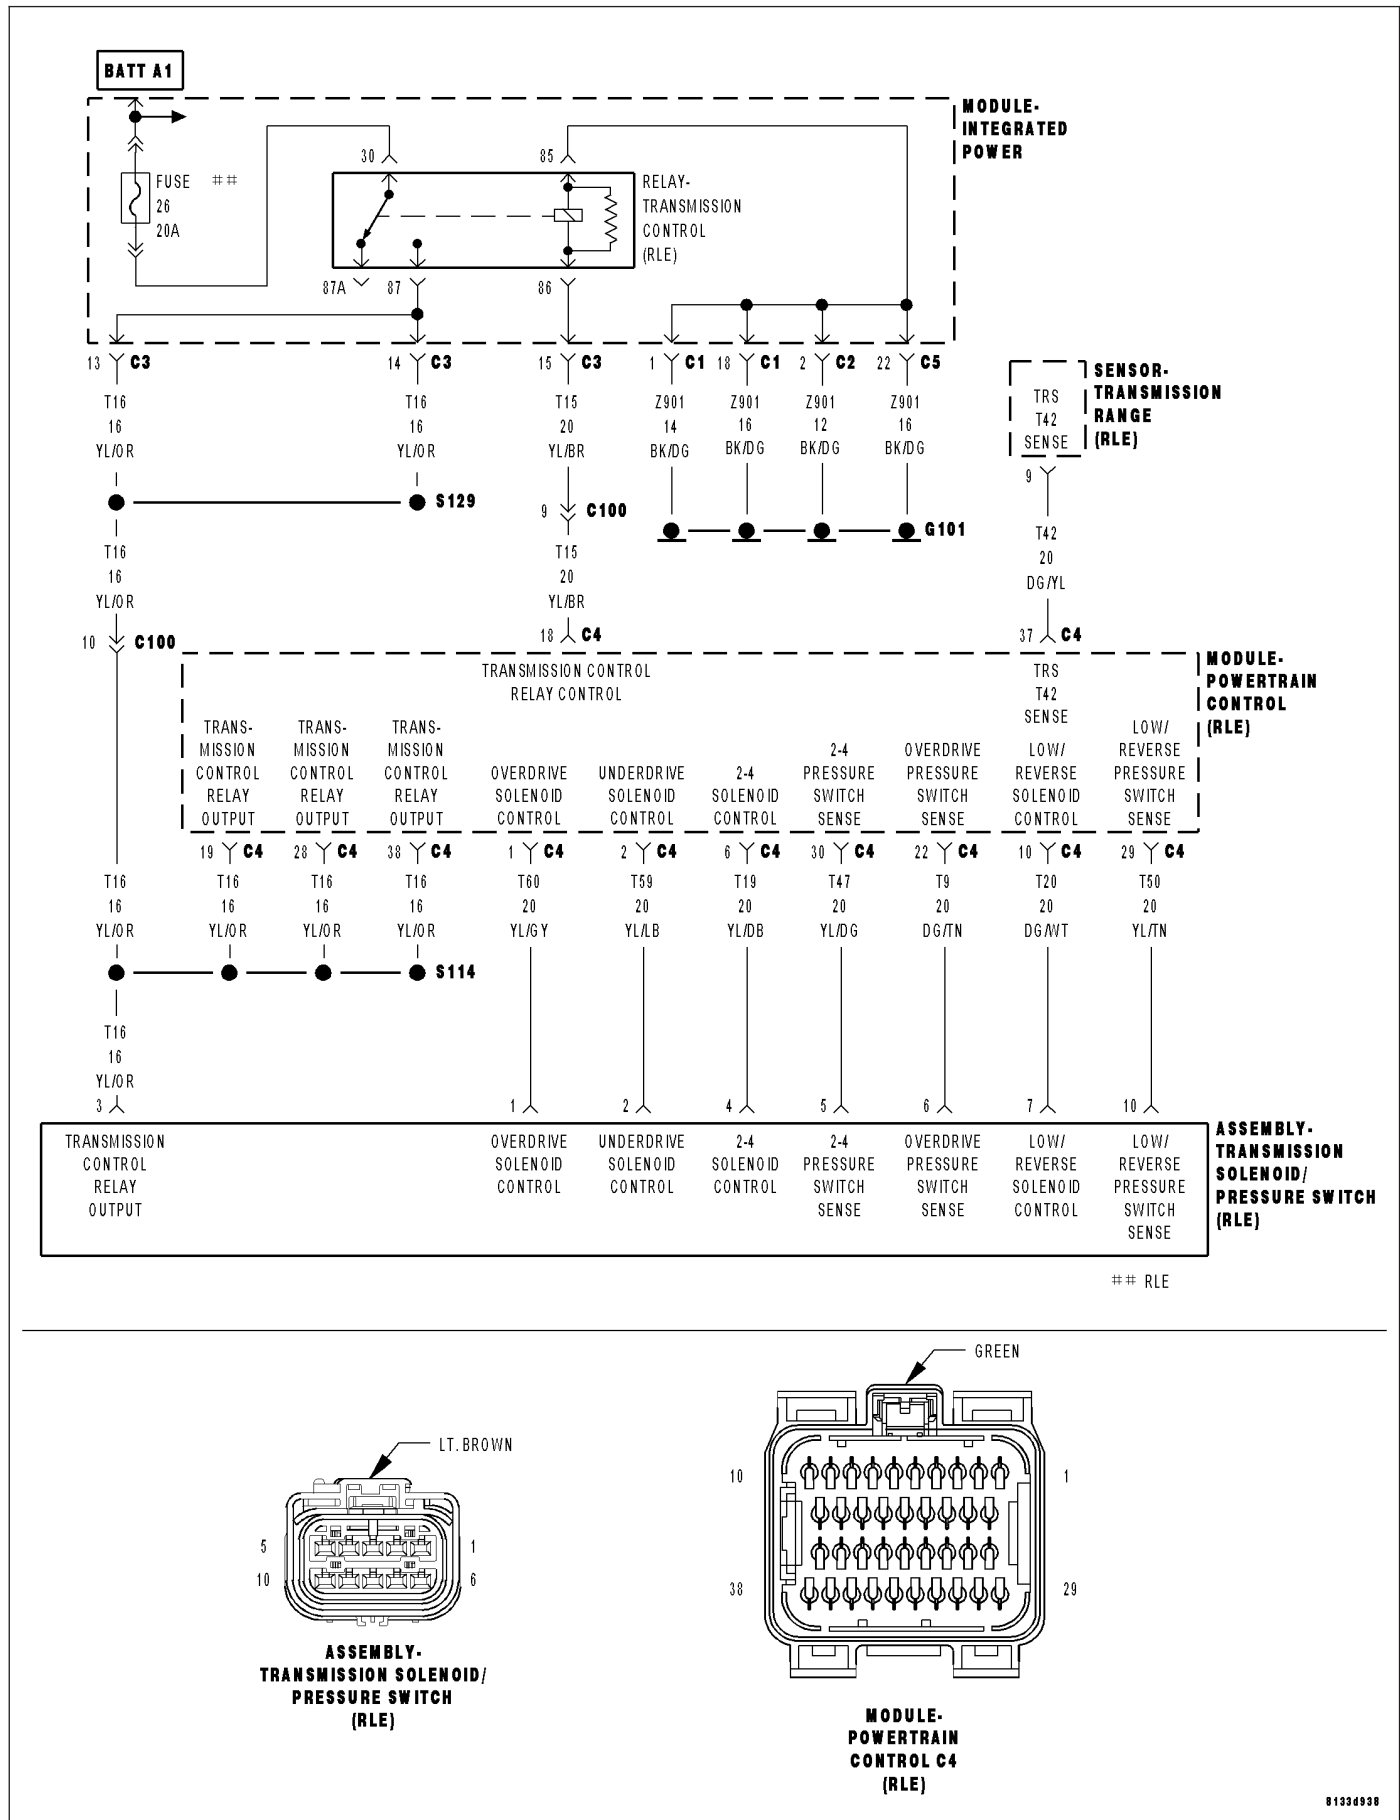 BATT A1
MODULE-
INTEGRATED
POWER
30
85
FUSE ##
26
20A
RELAY-
TRANSMISSION
CONTROL
(RLE)
87A
87
86
13 C3
14 C3
15 C3
1 C1
18 C1
2 C2
22 C5
SENSOR-
TRANSMISSION
RANGE
(RLE)
TRS
T42
SENSE
T16
16
YL/OR
T16
16
YL/OR
T15
20
YL/BR
Z901
14
BK/DG
Z901
16
BK/DG
Z901
12
BK/DG
Z901
16
BK/DG
9
S129
9 C100
G101
T16
16
YL/OR
T15
20
YL/BR
T42
20
DG/YL
10 C100
18 C4
37 C4
MODULE-
POWERTRAIN
CONTROL
(RLE)
TRANSMISSION CONTROL
RELAY CONTROL
TRS
T42
SENSE
TRANS-
MISSION
CONTROL
RELAY
OUTPUT
TRANS-
MISSION
CONTROL
RELAY
OUTPUT
TRANS-
MISSION
CONTROL
RELAY
OUTPUT
OVERDRIVE
SOLENOID
CONTROL
UNDERDRIVE
SOLENOID
CONTROL
2-4
SOLENOID
CONTROL
2-4
PRESSURE
SWITCH
SENSE
OVERDRIVE
PRESSURE
SWITCH
SENSE
LOW/
REVERSE
SOLENOID
CONTROL
LOW/
REVERSE
PRESSURE
SWITCH
SENSE
19 C4
28 C4
38 C4
1 C4
2 C4
6 C4
30 C4
22 C4
10 C4
29 C4
T16
16
YL/OR
T16
16
YL/OR
T16
16
YL/OR
T16
16
YL/OR
T60
20
YL/GY
T59
20
YL/LB
T19
20
YL/DB
T47
20
YL/DG
T9
20
DG/TN
T20
20
DG/WT
T50
20
YL/TN
S114
T16
16
YL/OR
3
1
2
4
5
6
7
10
TRANSMISSION
CONTROL
RELAY
OUTPUT
OVERDRIVE
SOLENOID
CONTROL
UNDERDRIVE
SOLENOID
CONTROL
2-4
SOLENOID
CONTROL
2-4
PRESSURE
SWITCH
SENSE
OVERDRIVE
PRESSURE
SWITCH
SENSE
LOW/
REVERSE
SOLENOID
CONTROL
LOW/
REVERSE
PRESSURE
SWITCH
SENSE
ASSEMBLY-
TRANSMISSION
SOLENOID/
PRESSURE SWITCH
(RLE)
## RLE
LT. BROWN
5
1
10
6
ASSEMBLY-
TRANSMISSION SOLENOID/
PRESSURE SWITCH
(RLE)
GREEN
10
1
38
29
MODULE-
POWERTRAIN
CONTROL C4
(RLE)
8133d938